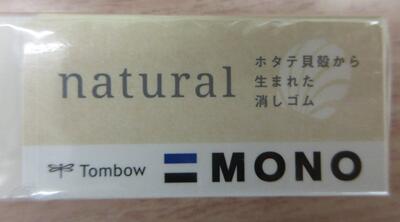 natural
ホタテ貝殻から
生まれた
消しゴム
Tombow MONO